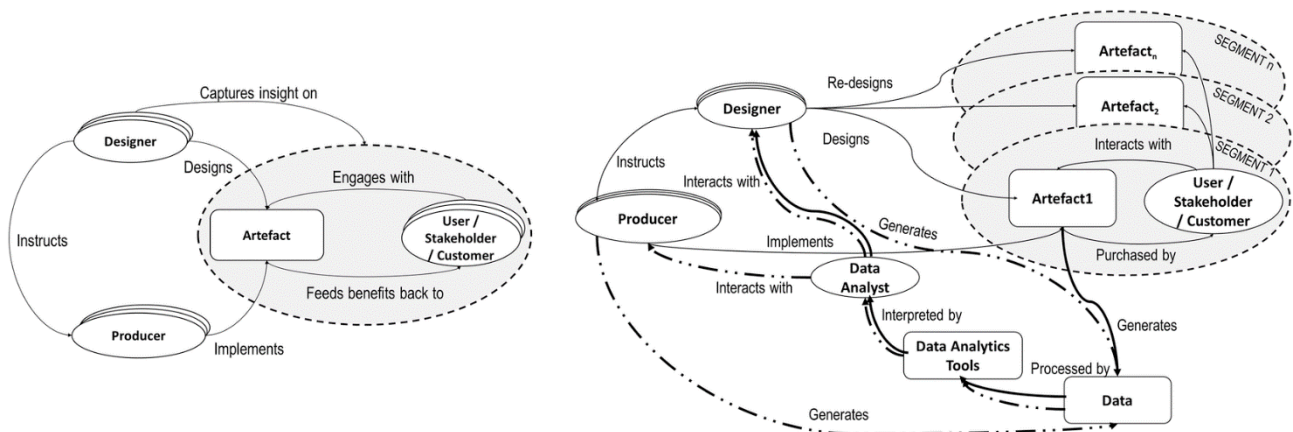 Captures insight on
Designer
Designs
Engages with
Artefact
User /
Stakeholder
/ Customer
Instructs
Feeds benefits back to
Producer
Implements
Artefactₙ
SEGMENT n
Re-designs
Designer
Artefact₂
SEGMENT 2
Designs
Interacts with
SEGMENT 1
Instructs
Interacts with
Artefact1
User /
Stakeholder
/ Customer
Producer
Generates
Implements
Purchased by
Data
Analyst
Interacts with
Interpreted by
Generates
Data Analytics
Tools
Processed by
Data
Generates